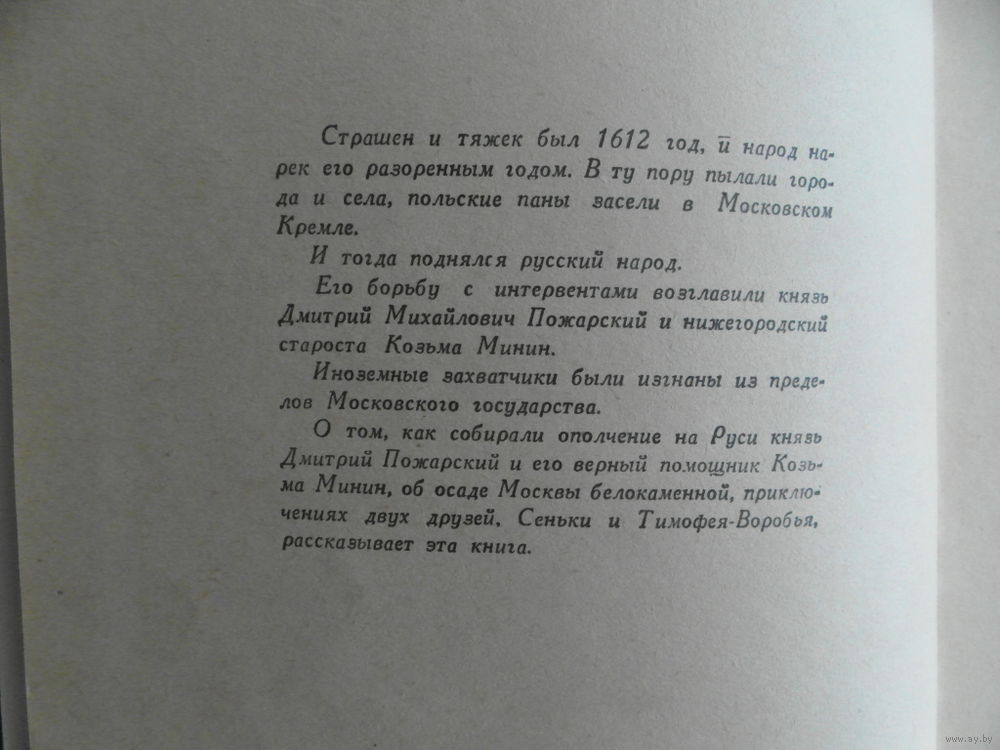 Страшен и тяжек был 1612 год, и народ на-
рек его разоренным годом. В ту пору пылали горо-
да и села, польские паны засели в Московском
Кремле.
И тогда поднялся русский народ.
Его борьбу с интервентами возглавили князь
Дмитрий Михайлович Пожарский и нижегородский
староста Козьма Минин.
Иноземные захватчики были изгнаны из преде-
лов Московского государства.
О том, как собирали ополчение на Руси князь
Дмитрий Пожарский и его верный помощник Козь-
ма Минин, об осаде Москвы белокаменной, приклю-
чениях двух друзей, Сеньки и Тимофея-Воробья,
рассказывает эта книга.
www.ay.by